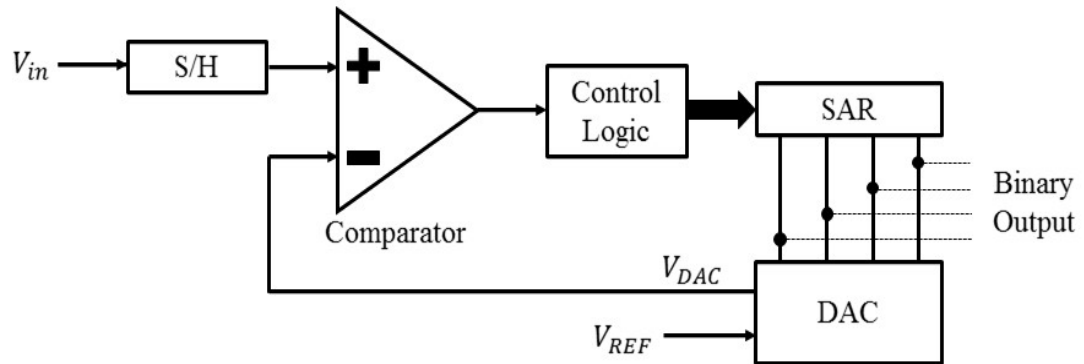 V_in
S/H
+
−
Comparator
Control
Logic
SAR
Binary
Output
V_DAC
DAC
V_REF